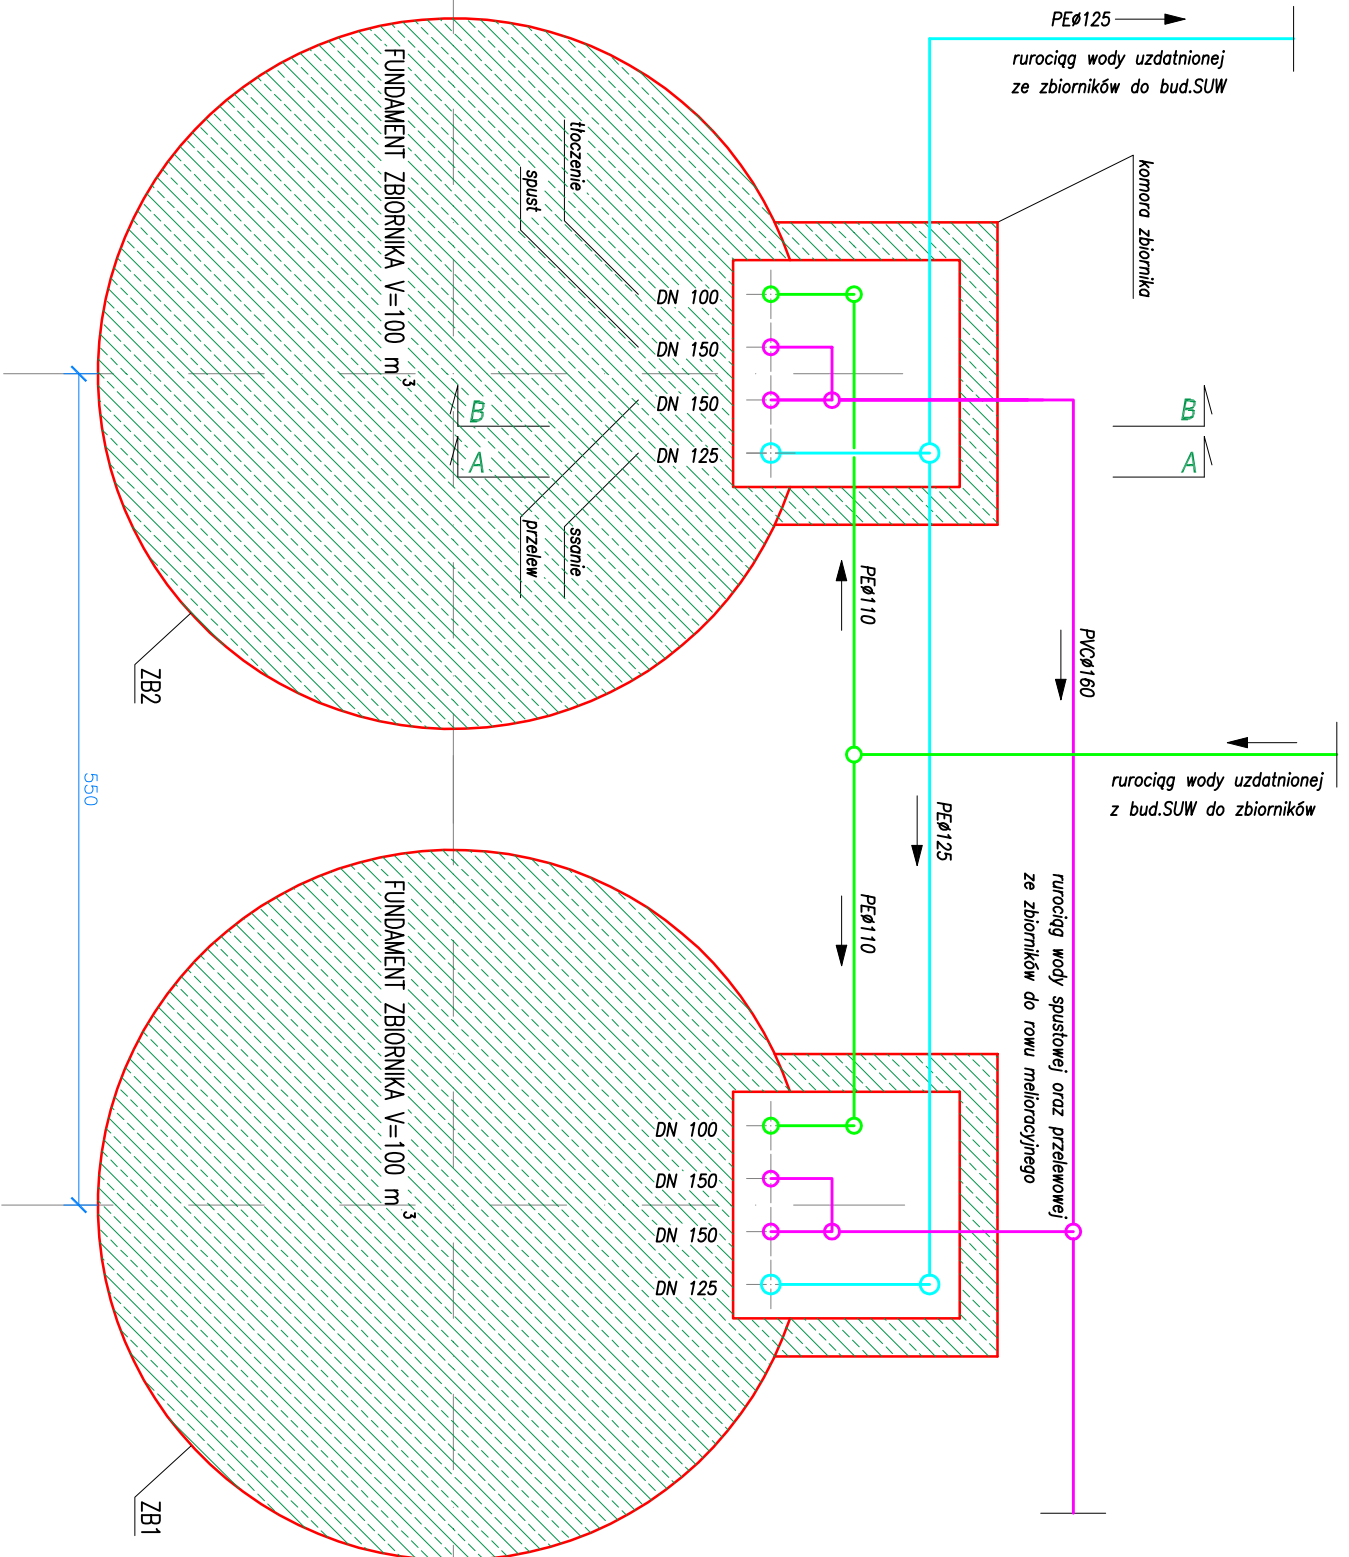 PEø125
rurociąg wody uzdatnionej
ze zbiorników do bud.SUW
komora zbiornika
FUNDAMENT ZBIORNIKA V=100 m³
tłoczenie
spust
DN 100
DN 150
DN 150
DN 125
B
A
B
A
ssanie
przelew
ZB2
PEø110
PVCø160
rurociąg wody uzdatnionej
z bud.SUW do zbiorników
PEø125
PEø110
550
rurociąg wody spustowej oraz przelewowej
ze zbiorników do rowu melioracyjnego
FUNDAMENT ZBIORNIKA V=100 m³
DN 100
DN 150
DN 150
DN 125
ZB1